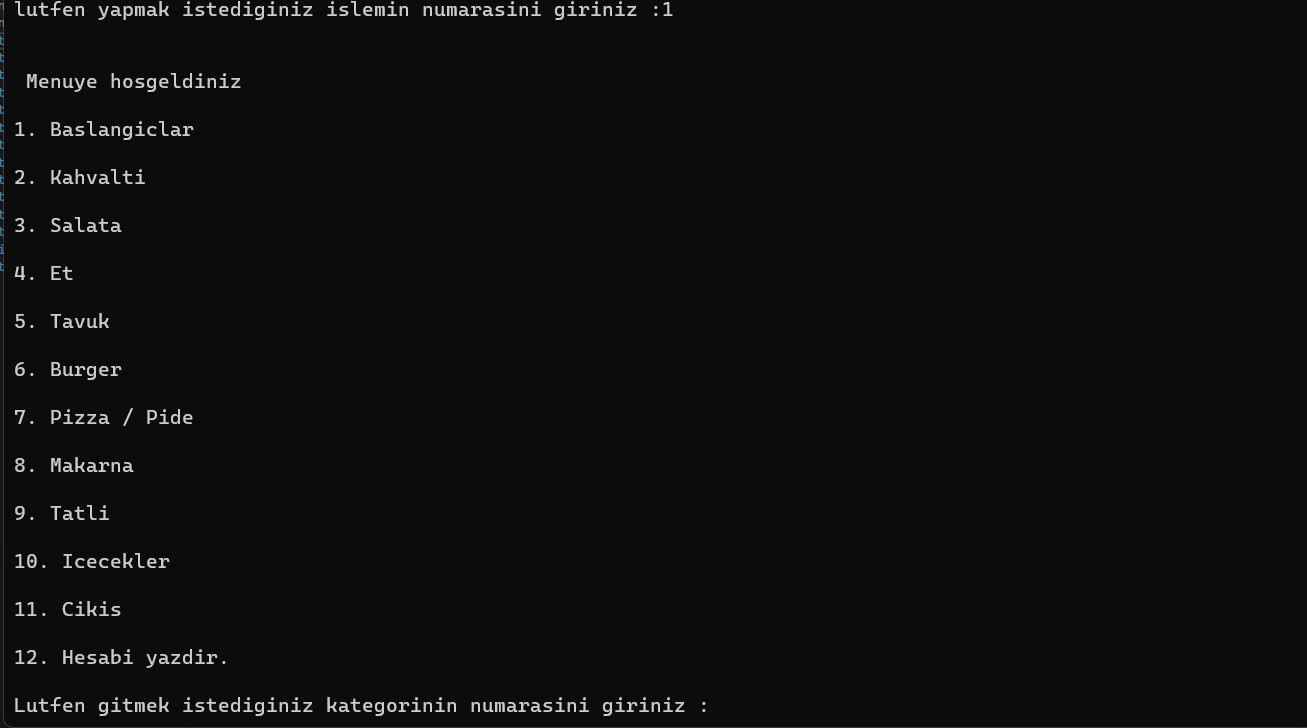 lutfen yapmak istediginiz islemin numarasini giriniz :1
Menuye hosgeldiniz
1. Baslangiclar
2. Kahvalti
3. Salata
4. Et
5. Tavuk
6. Burger
7. Pizza / Pide
8. Makarna
9. Tatli
10. Icecekler
11. Cikis
12. Hesabi yazdir.
Lutfen gitmek istediginiz kategorinin numarasini giriniz :